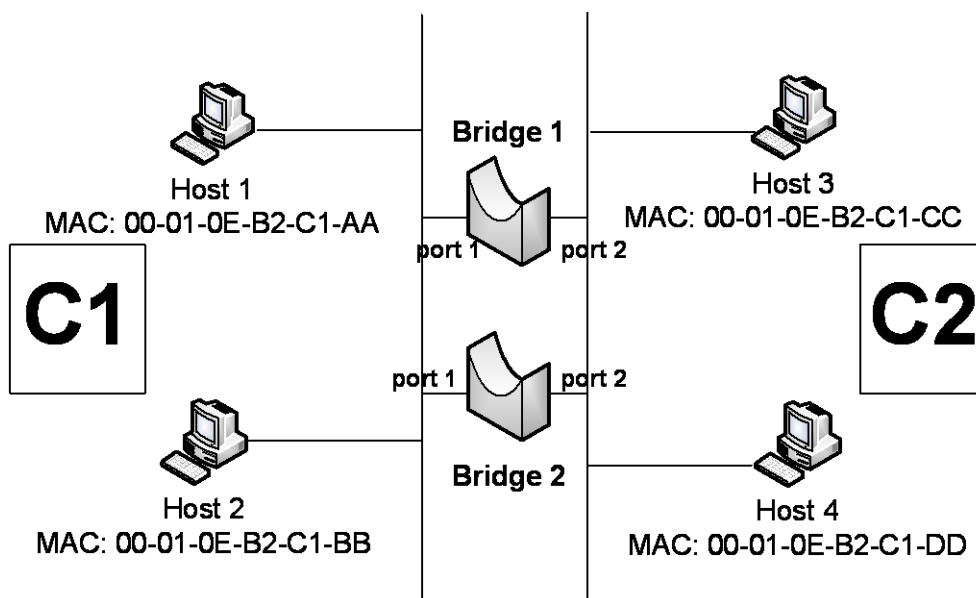 Bridge 1
Host 1
MAC: 00-01-0E-B2-C1-AA
Host 3
MAC: 00-01-0E-B2-C1-CC
port 1
port 2
C1
C2
port 1
port 2
Bridge 2
Host 2
MAC: 00-01-0E-B2-C1-BB
Host 4
MAC: 00-01-0E-B2-C1-DD